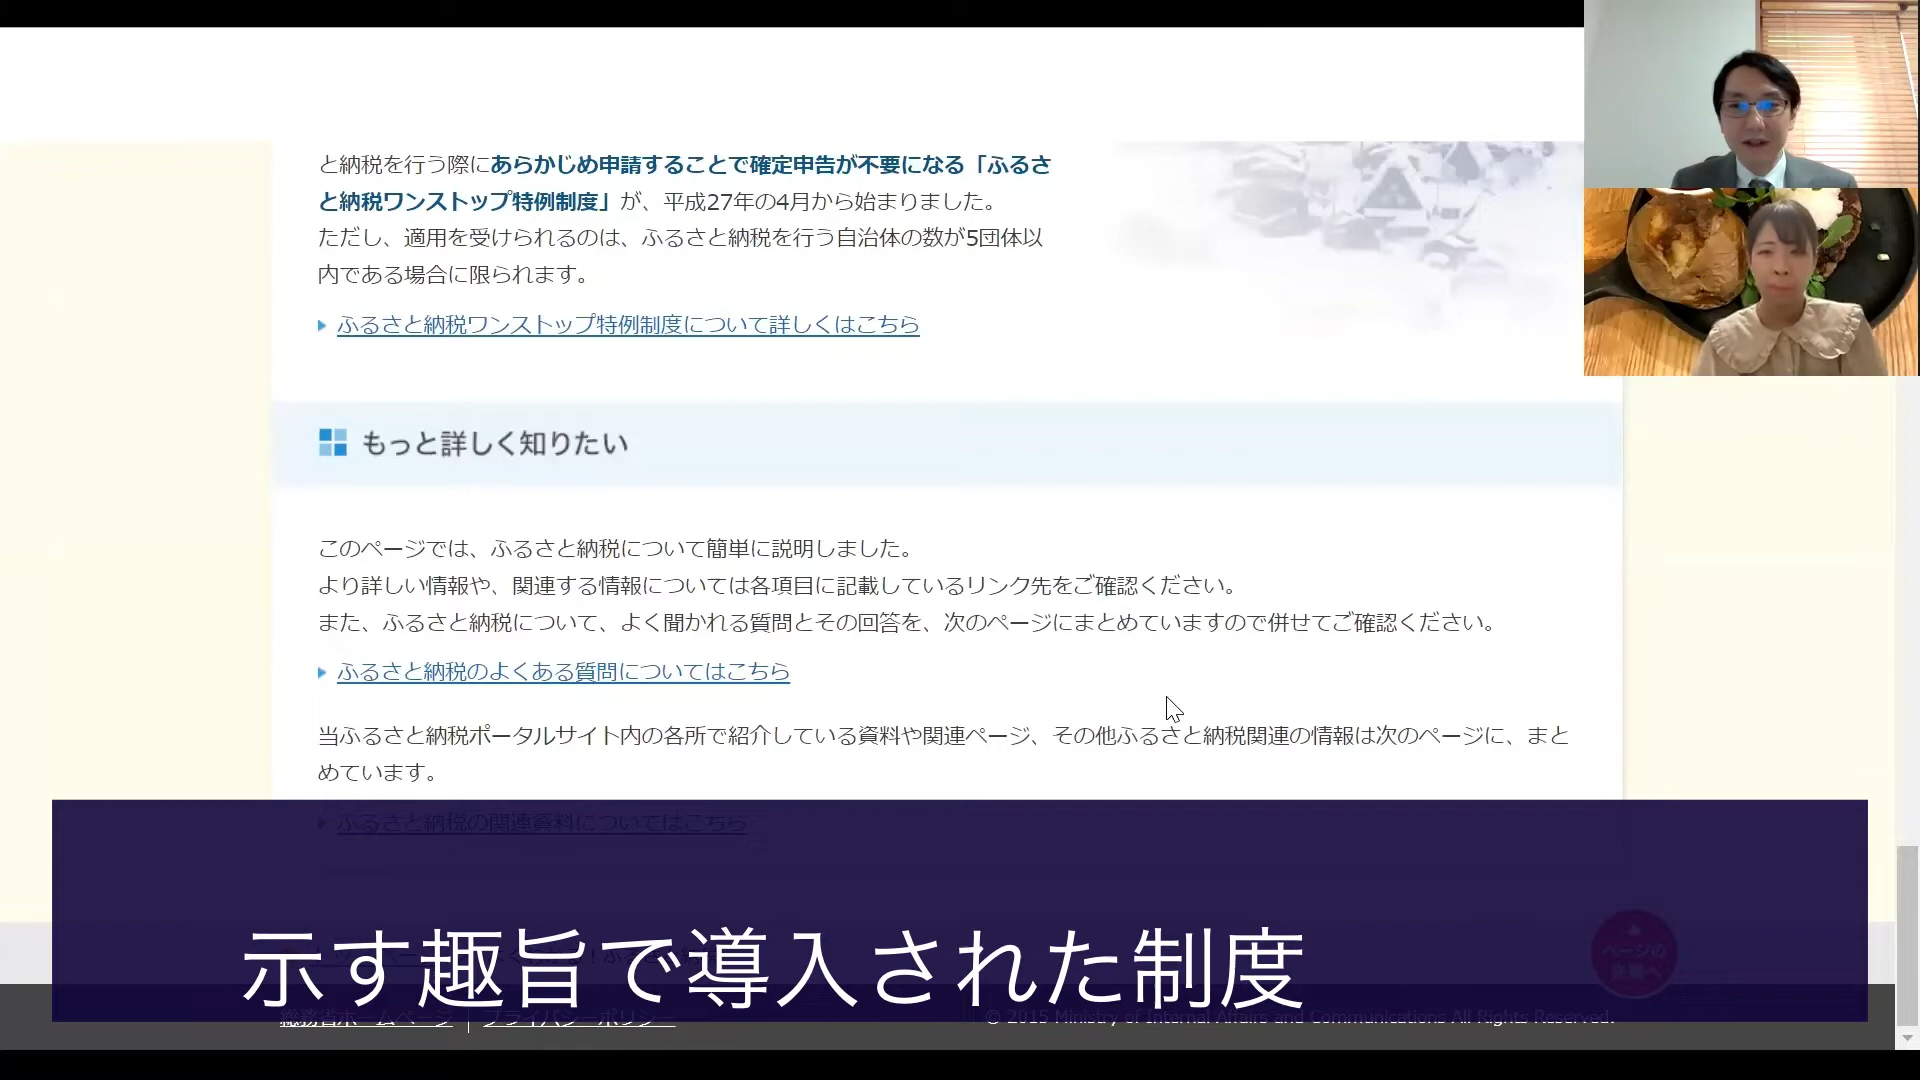 と納税を行う際にあらかじめ申請することで確定申告が不要になる「ふるさ
と納税ワンストップ特例制度」が、平成27年の4月から始まりました。
ただし、適用を受けられるのは、ふるさと納税を行う自治体の数が5団体以
内である場合に限られます。
ふるさと納税ワンストップ特例制度について詳しくはこちら
もっと詳しく知りたい
このページでは、ふるさと納税について簡単に説明しました。
より詳しい情報や、関連する情報については各項目に記載しているリンク先をご確認ください。
また、ふるさと納税について、よく聞かれる質問とその回答を、次のページにまとめていますので併せてご確認ください。
ふるさと納税のよくある質問についてはこちら
当ふるさと納税ポータルサイト内の各所で紹介している資料や関連ページ、その他ふるさと納税関連の情報は次のページに、まと
めています。
ふるさと納税の関連資料についてはこちら
示す趣旨で導入された制度
ページの
先頭へ
総務省ホームページ | プライバシーポリシー
© 2015 Ministry of Internal Affairs and Communications All Rights Reserved.